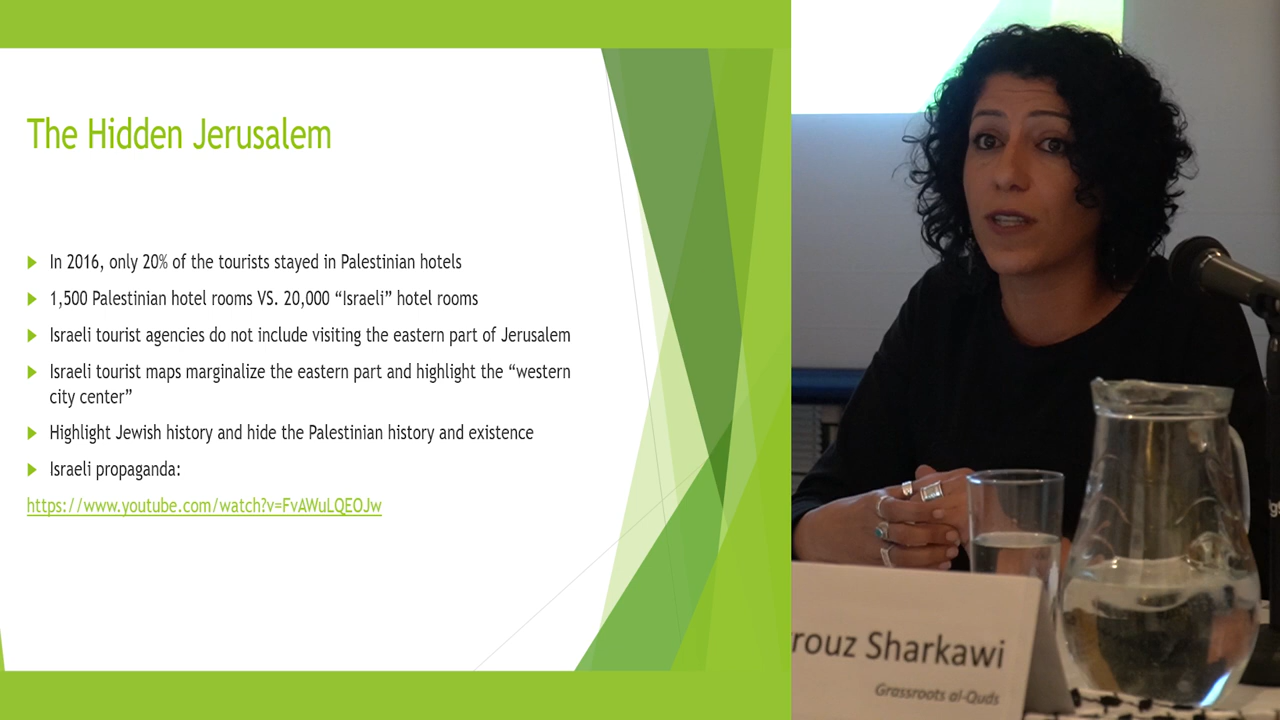 The Hidden Jerusalem
In 2016, only 20% of the tourists stayed in Palestinian hotels
1,500 Palestinian hotel rooms VS. 20,000 “Israeli” hotel rooms
Israeli tourist agencies do not include visiting the eastern part of Jerusalem
Israeli tourist maps marginalize the eastern part and highlight the “western
city center”
Highlight Jewish history and hide the Palestinian history and existence
Israeli propaganda:
https://www.youtube.com/watch?v=FvAWuLQEOJw
rouz Sharkawi
Grassroots al-Quds